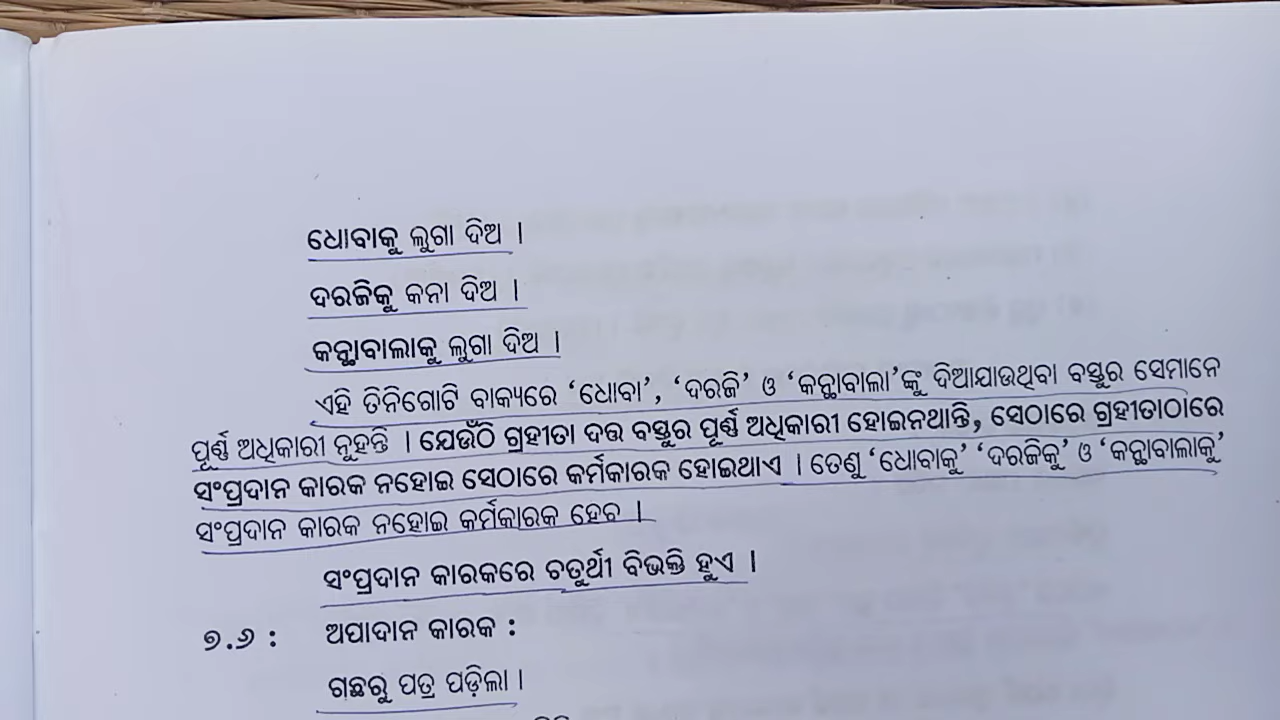 ଧୋବାକୁ ଲୁଗା ଦିଅ ।
ଦରଜିକୁ କନା ଦିଅ ।
କନ୍ଥାବାଲାକୁ ଲୁଗା ଦିଅ ।
ଏହି ତିନିଗୋଟି ବାକ୍ୟରେ ‘ଧୋବା’, ‘ଦରଜି’ ଓ ‘କନ୍ଥାବାଲା’ଙ୍କୁ ଦିଆଯାଉଥିବା ବସ୍ତୁର ସେମାନେ
ପୂର୍ଣ୍ଣ ଅଧିକାରୀ ନୁହନ୍ତି । ଯେଉଁଠି ଗ୍ରହୀତା ଦତ୍ତ ବସ୍ତୁର ପୂର୍ଣ୍ଣ ଅଧିକାରୀ ହୋଇନଥାନ୍ତି, ସେଠାରେ ଗ୍ରହୀତାଠାରେ
ସଂପ୍ରଦାନ କାରକ ନହୋଇ ସେଠାରେ କର୍ମକାରକ ହୋଇଥାଏ । ତେଣୁ ‘ଧୋବାକୁ’ ‘ଦରଜିକୁ’ ଓ ‘କନ୍ଥାବାଲାକୁ’
ସଂପ୍ରଦାନ କାରକ ନହୋଇ କର୍ମକାରକ ହେବ ।
ସଂପ୍ରଦାନ କାରକରେ ଚତୁର୍ଥୀ ବିଭକ୍ତି ହୁଏ ।
୭.୬ : ଅପାଦାନ କାରକ :
ଗଛରୁ ପତ୍ର ପଡ଼ିଲା ।